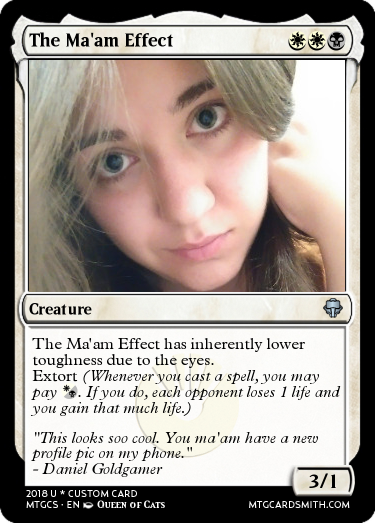 The Ma'am Effect
Creature
The Ma'am Effect has inherently lower
toughness due to the eyes.
Extort (Whenever you cast a spell, you may
pay . If you do, each opponent loses 1 life and
you gain that much life.)
"This looks soo cool. You ma'am have a new
profile pic on my phone."
- Daniel Goldgamer
3/1
2018 U * CUSTOM CARD
MTGCS · EN Queen of Cats
MTGCARDSMITH.COM